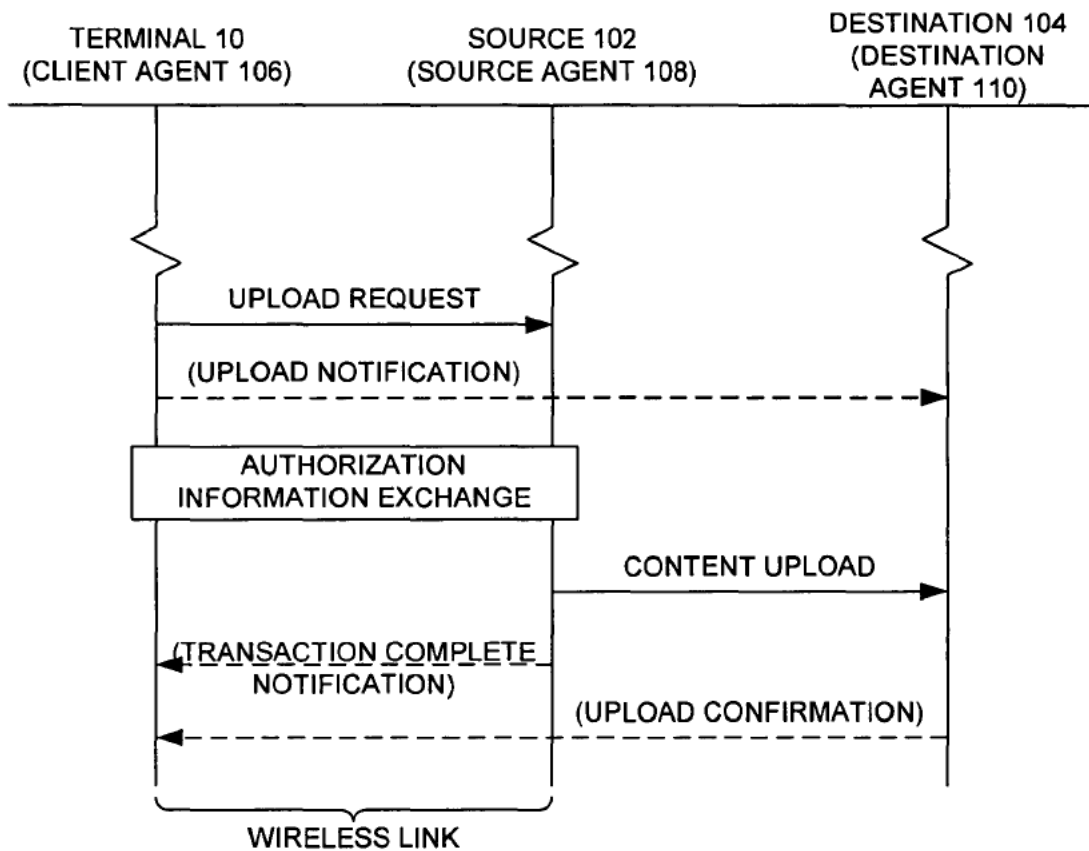 TERMINAL 10
(CLIENT AGENT 106)
SOURCE 102
(SOURCE AGENT 108)
DESTINATION 104
(DESTINATION
AGENT 110)
UPLOAD REQUEST
(UPLOAD NOTIFICATION)
AUTHORIZATION
INFORMATION EXCHANGE
CONTENT UPLOAD
(TRANSACTION COMPLETE
NOTIFICATION)
(UPLOAD CONFIRMATION)
WIRELESS LINK